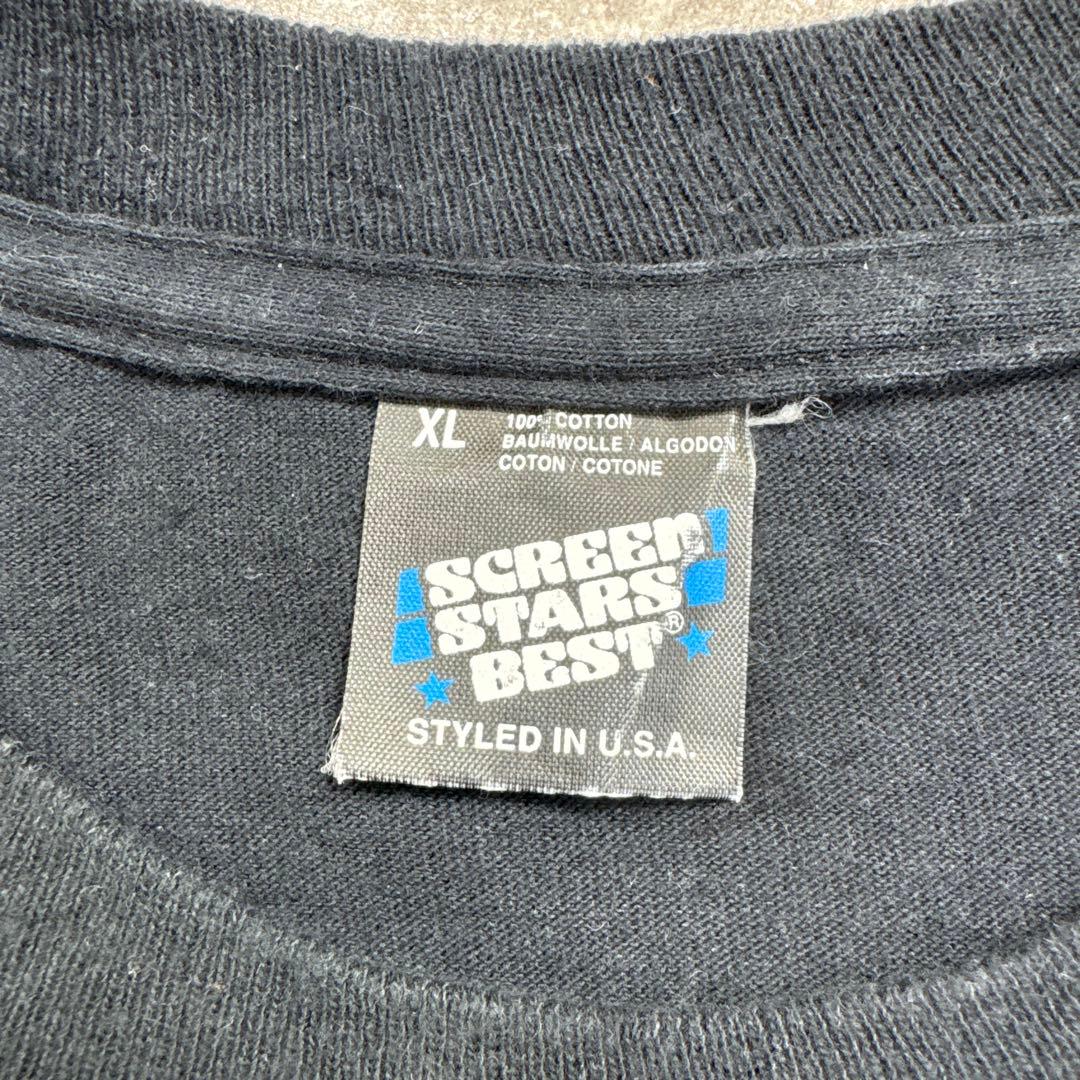 XL
100% COTTON
BAUMWOLLE / ALGODON
COTON / COTONE
SCREEN
STARS
BEST®
STYLED IN U.S.A.